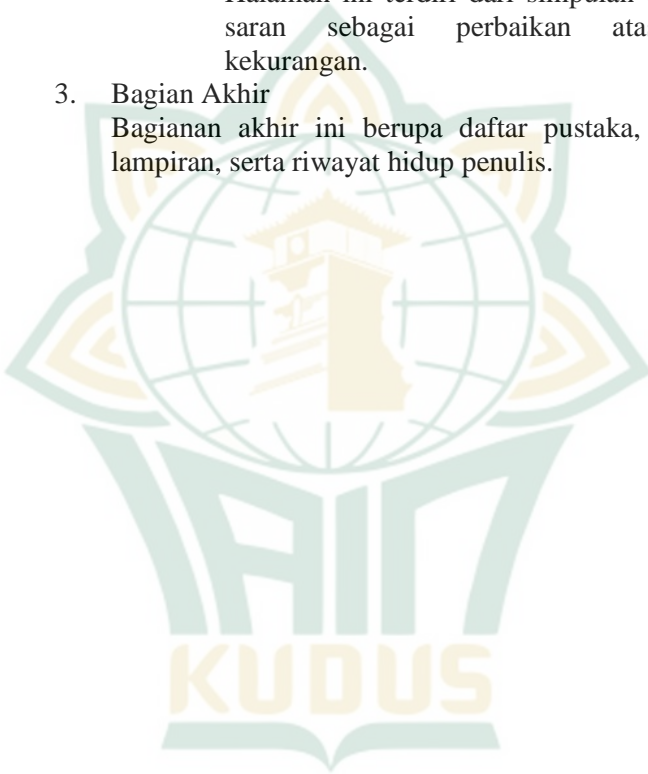 Halaman ini terdiri dari simpulan
saran sebagai perbaikan ata
kekurangan.
3. Bagian Akhir
Bagianan akhir ini berupa daftar pustaka,
lampiran, serta riwayat hidup penulis.
IAIN
KUDUS